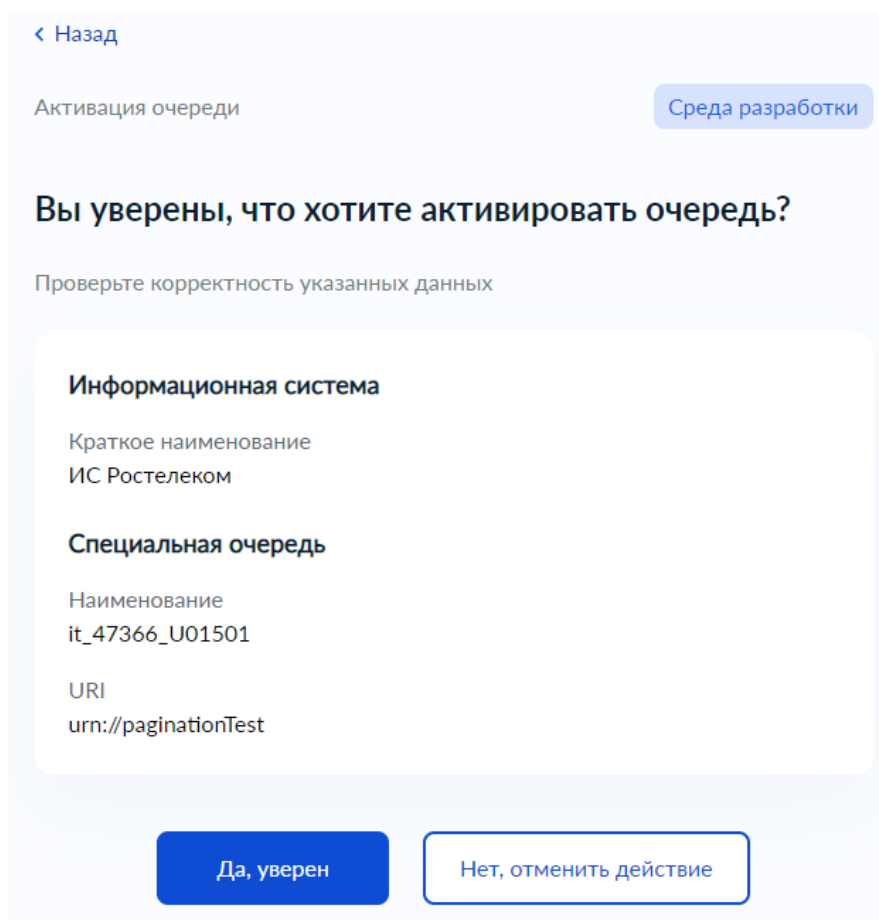 Назад
Активация очереди
Среда разработки
Вы уверены, что хотите активировать очередь?
Проверьте корректность указанных данных
Информационная система
Краткое наименование
ИС Ростелеком
Специальная очередь
Наименование
it_47366_U01501
URI
urn://paginationTest
Да, уверен
Нет, отменить действие